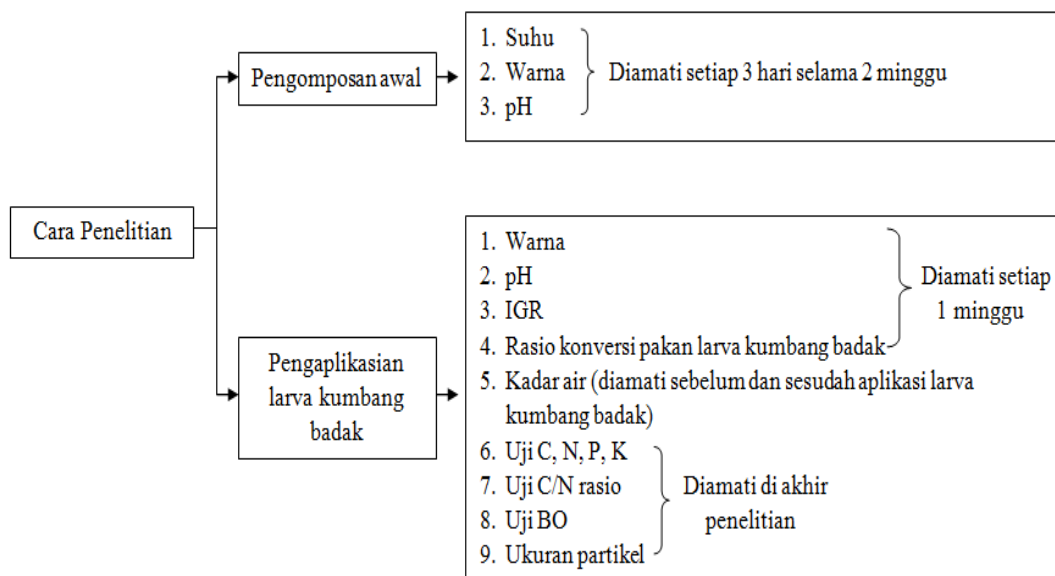 Cara Penelitian
Pengomposan awal
1. Suhu
2. Warna
3. pH
Diamati setiap 3 hari selama 2 minggu
Pengaplikasian
larva kumbang
badak
1. Warna
2. pH
3. IGR
4. Rasio konversi pakan larva kumbang badak
Diamati setiap
1 minggu
5. Kadar air (diamati sebelum dan sesudah aplikasi larva
kumbang badak)
6. Uji C, N, P, K
7. Uji C/N rasio
8. Uji BO
9. Ukuran partikel
Diamati di akhir
penelitian